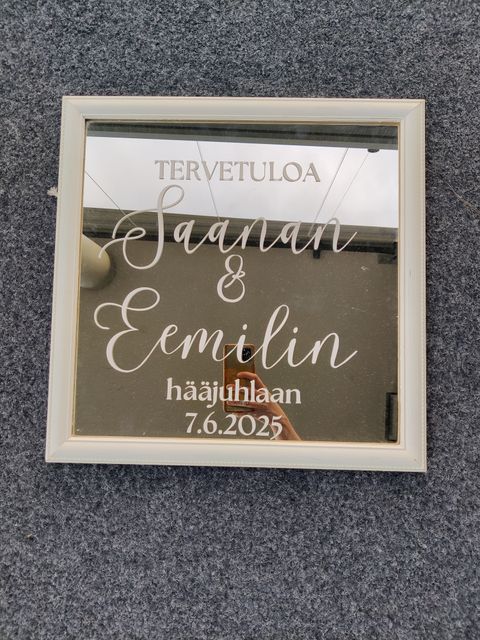 TERVETULOA
Saanan
&
Eemilin
hääjuhlaan
7.6.2025